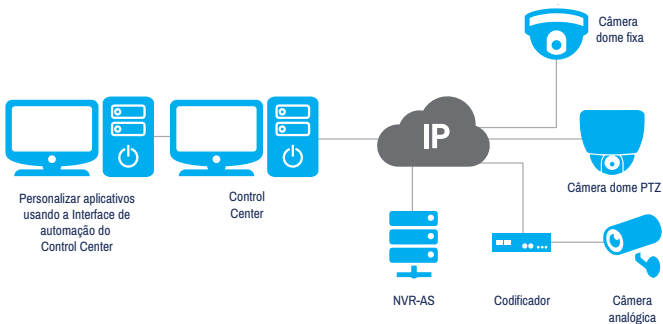 Câmera
dome fixa
IP
Câmera dome PTZ
Personalizar aplicativos
usando a Interface de
automação do
Control Center
Control
Center
NVR-AS
Codificador
Câmera
analógica